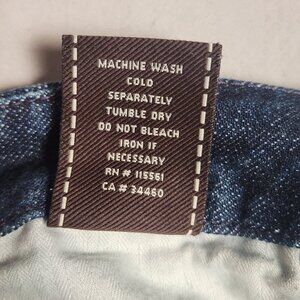 MACHINE WASH
COLD
SEPARATELY
TUMBLE DRY
DO NOT BLEACH
IRON IF
NECESSARY
RN # 115561
CA # 34460